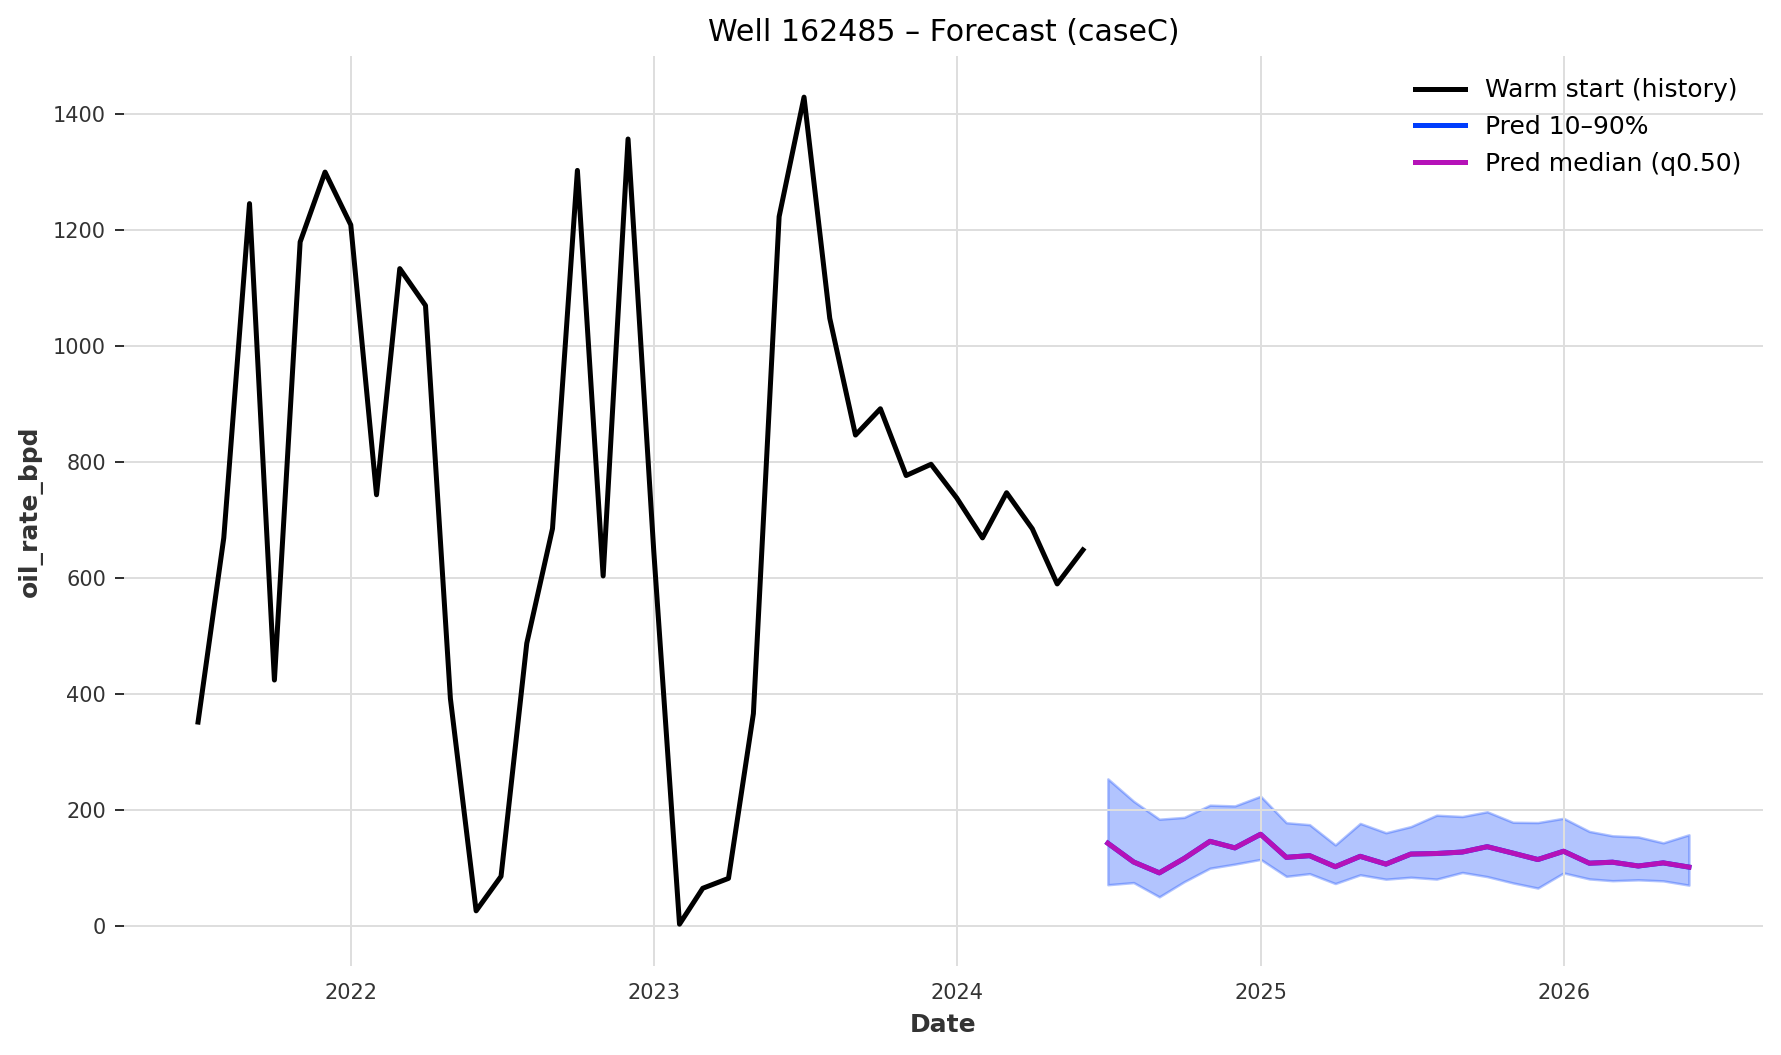 Well 162485 – Forecast (caseC)
Warm start (history)
Pred 10–90%
Pred median (q0.50)
oil_rate_bpd
1400
1200
1000
800
600
400
200
0
2022
2023
2024
2025
2026
Date